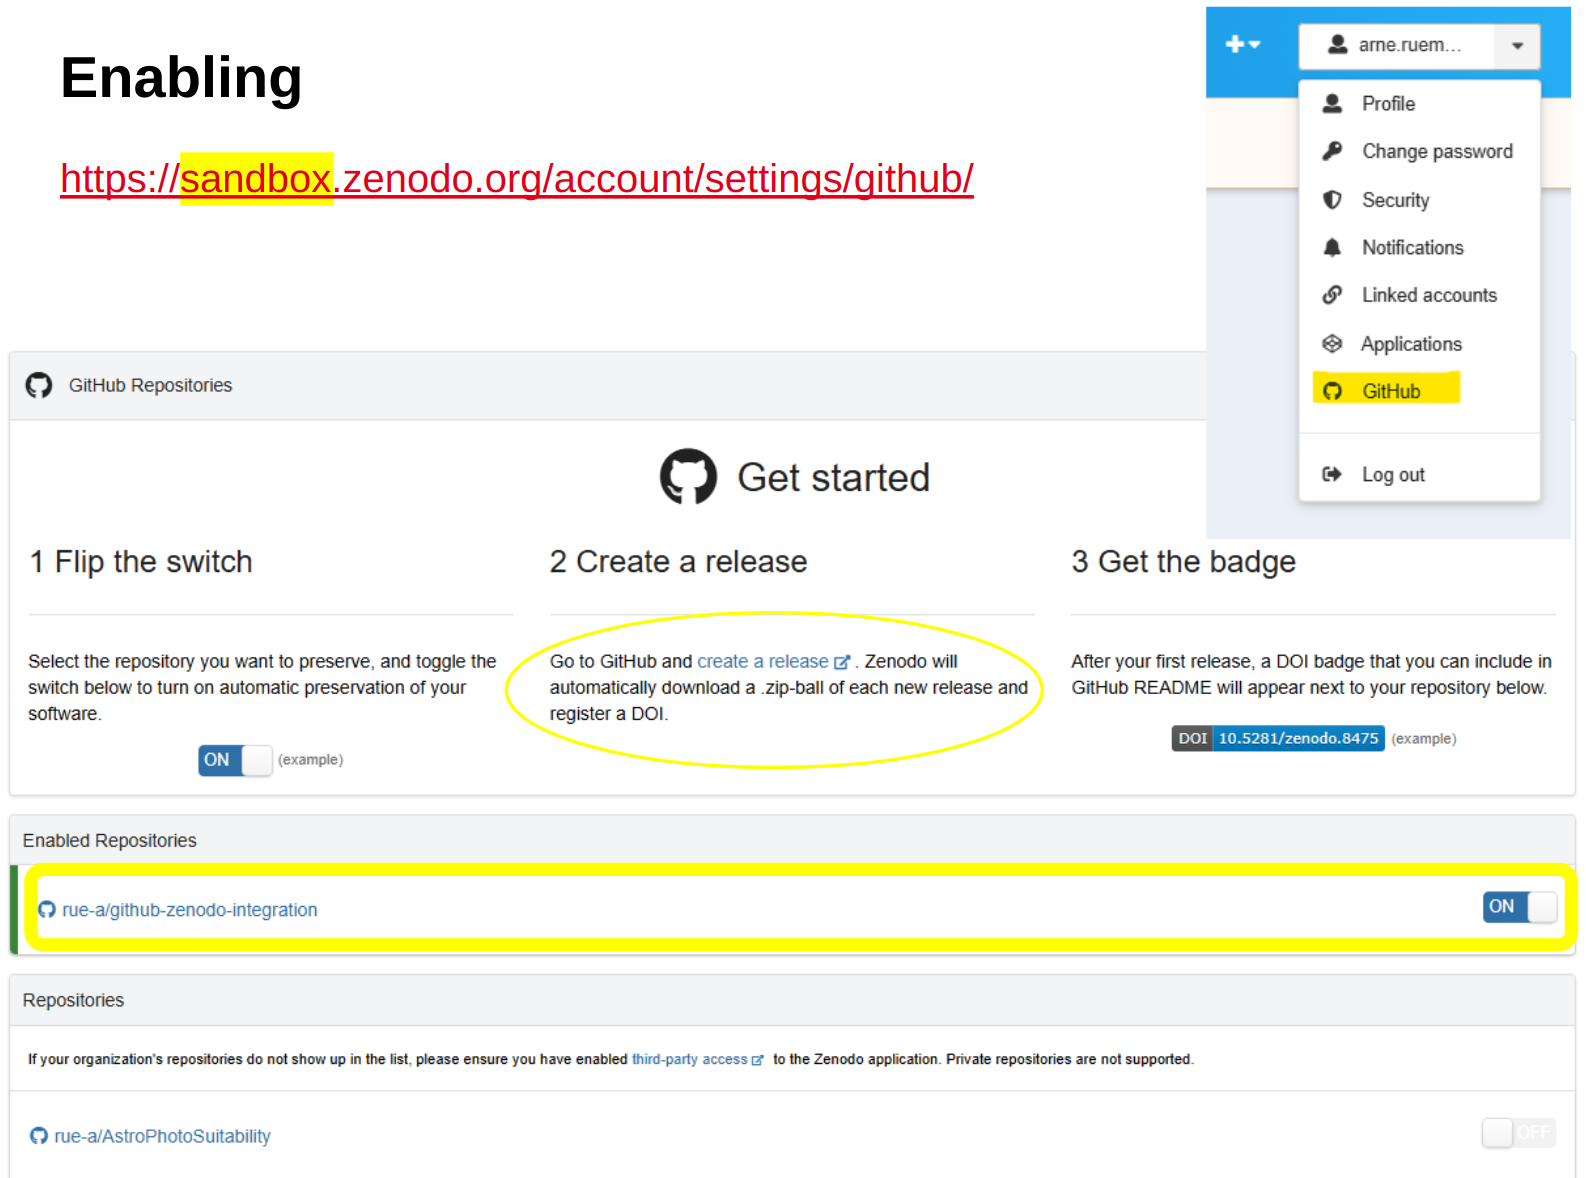 Enabling
https://sandbox.zenodo.org/account/settings/github/
arne.ruem...
Profile
Change password
Security
Notifications
Linked accounts
Applications
GitHub
Log out
GitHub Repositories
Get started
1 Flip the switch
Select the repository you want to preserve, and toggle the
switch below to turn on automatic preservation of your
software.
ON (example)
2 Create a release
Go to GitHub and create a release . Zenodo will
automatically download a .zip-ball of each new release and
register a DOI.
3 Get the badge
After your first release, a DOI badge that you can include in
GitHub README will appear next to your repository below.
DOI 10.5281/zenodo.8475 (example)
Enabled Repositories
rue-a/github-zenodo-integration ON
Repositories
If your organization's repositories do not show up in the list, please ensure you have enabled third-party access to the Zenodo application. Private repositories are not supported.
rue-a/AstroPhotoSuitability OFF